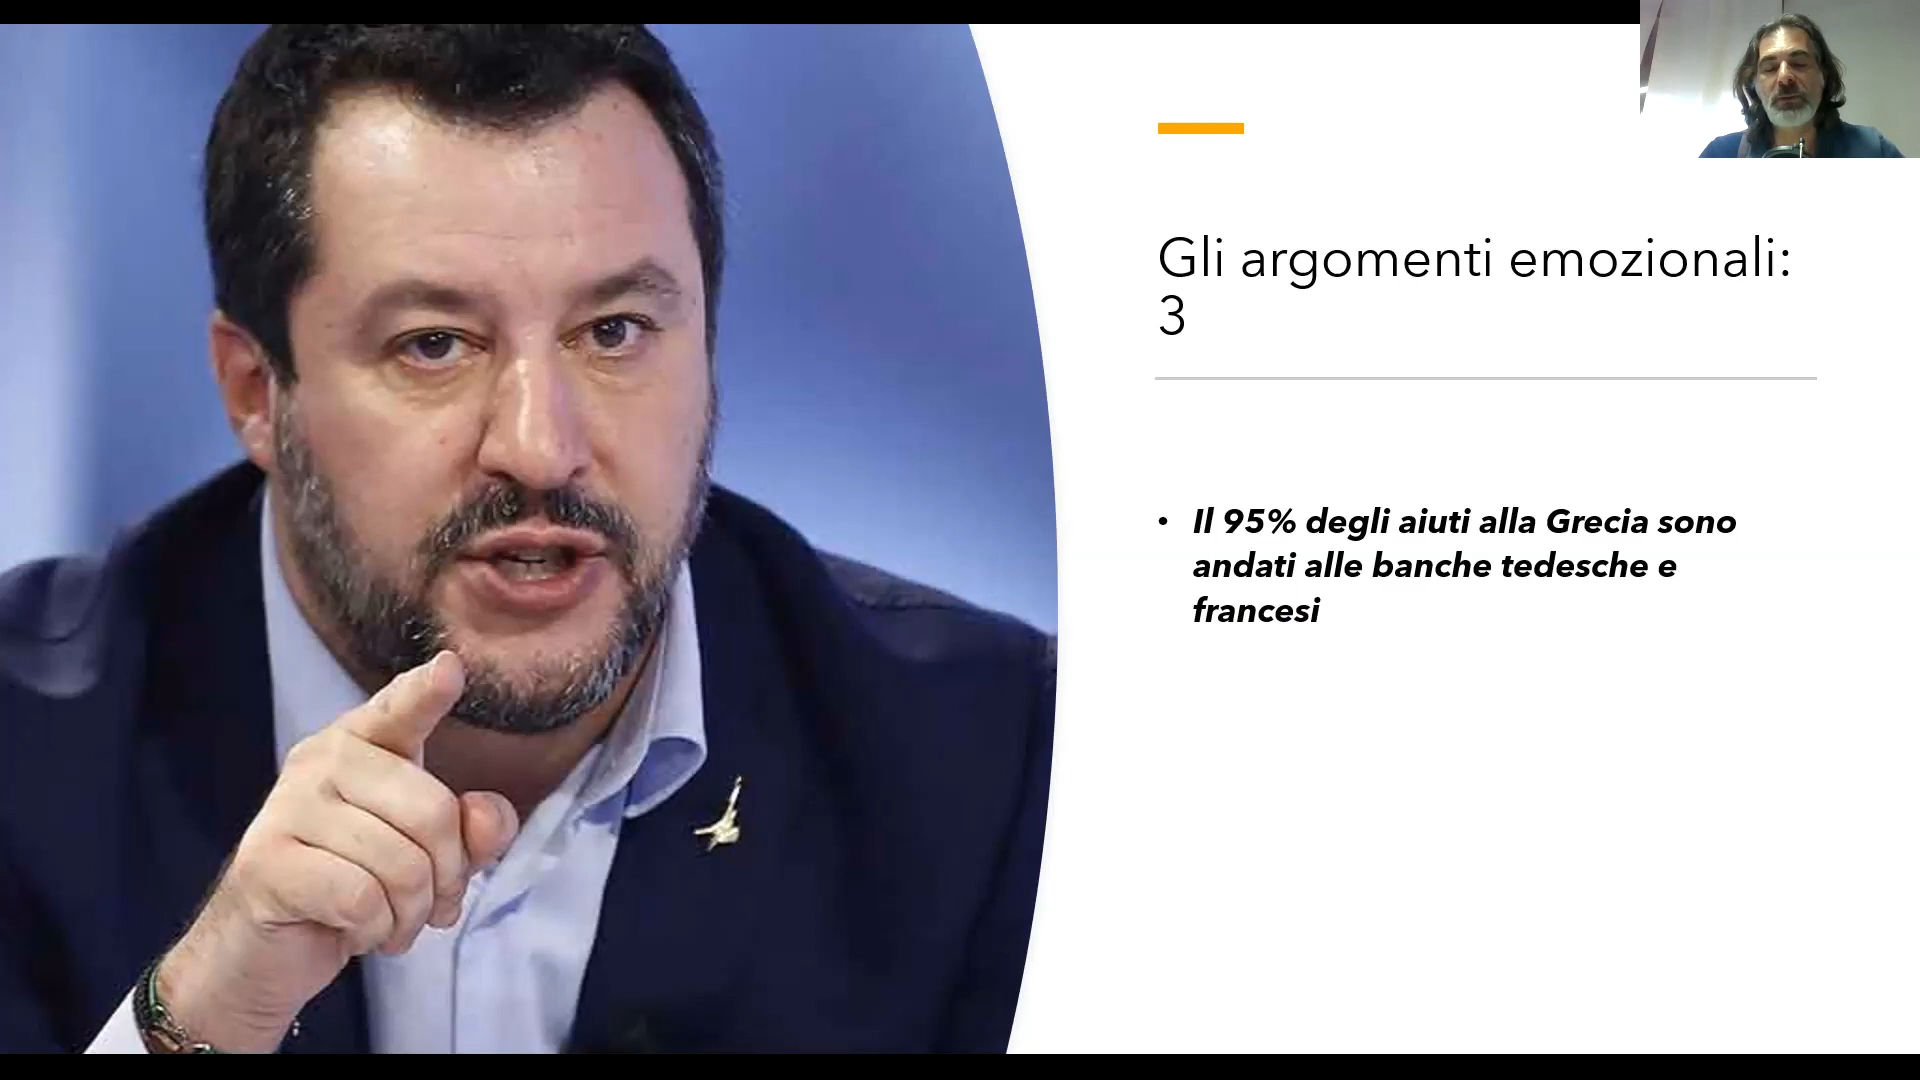 Gli argomenti emozionali:
3
• Il 95% degli aiuti alla Grecia sono
andati alle banche tedesche e
francesi